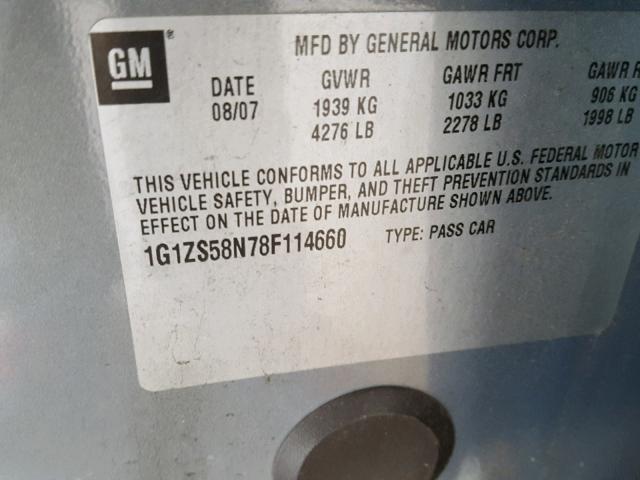 GM ®
MFD BY GENERAL MOTORS CORP.
DATE GVWR GAWR FRT GAWR R
08/07 1939 KG 1033 KG 906 KG
4276 LB 2278 LB 1998 LB
THIS VEHICLE CONFORMS TO ALL APPLICABLE U.S. FEDERAL MOTOR
VEHICLE SAFETY, BUMPER, AND THEFT PREVENTION STANDARDS IN
EFFECT ON THE DATE OF MANUFACTURE SHOWN ABOVE.
1G1ZS58N78F114660 TYPE: PASS CAR